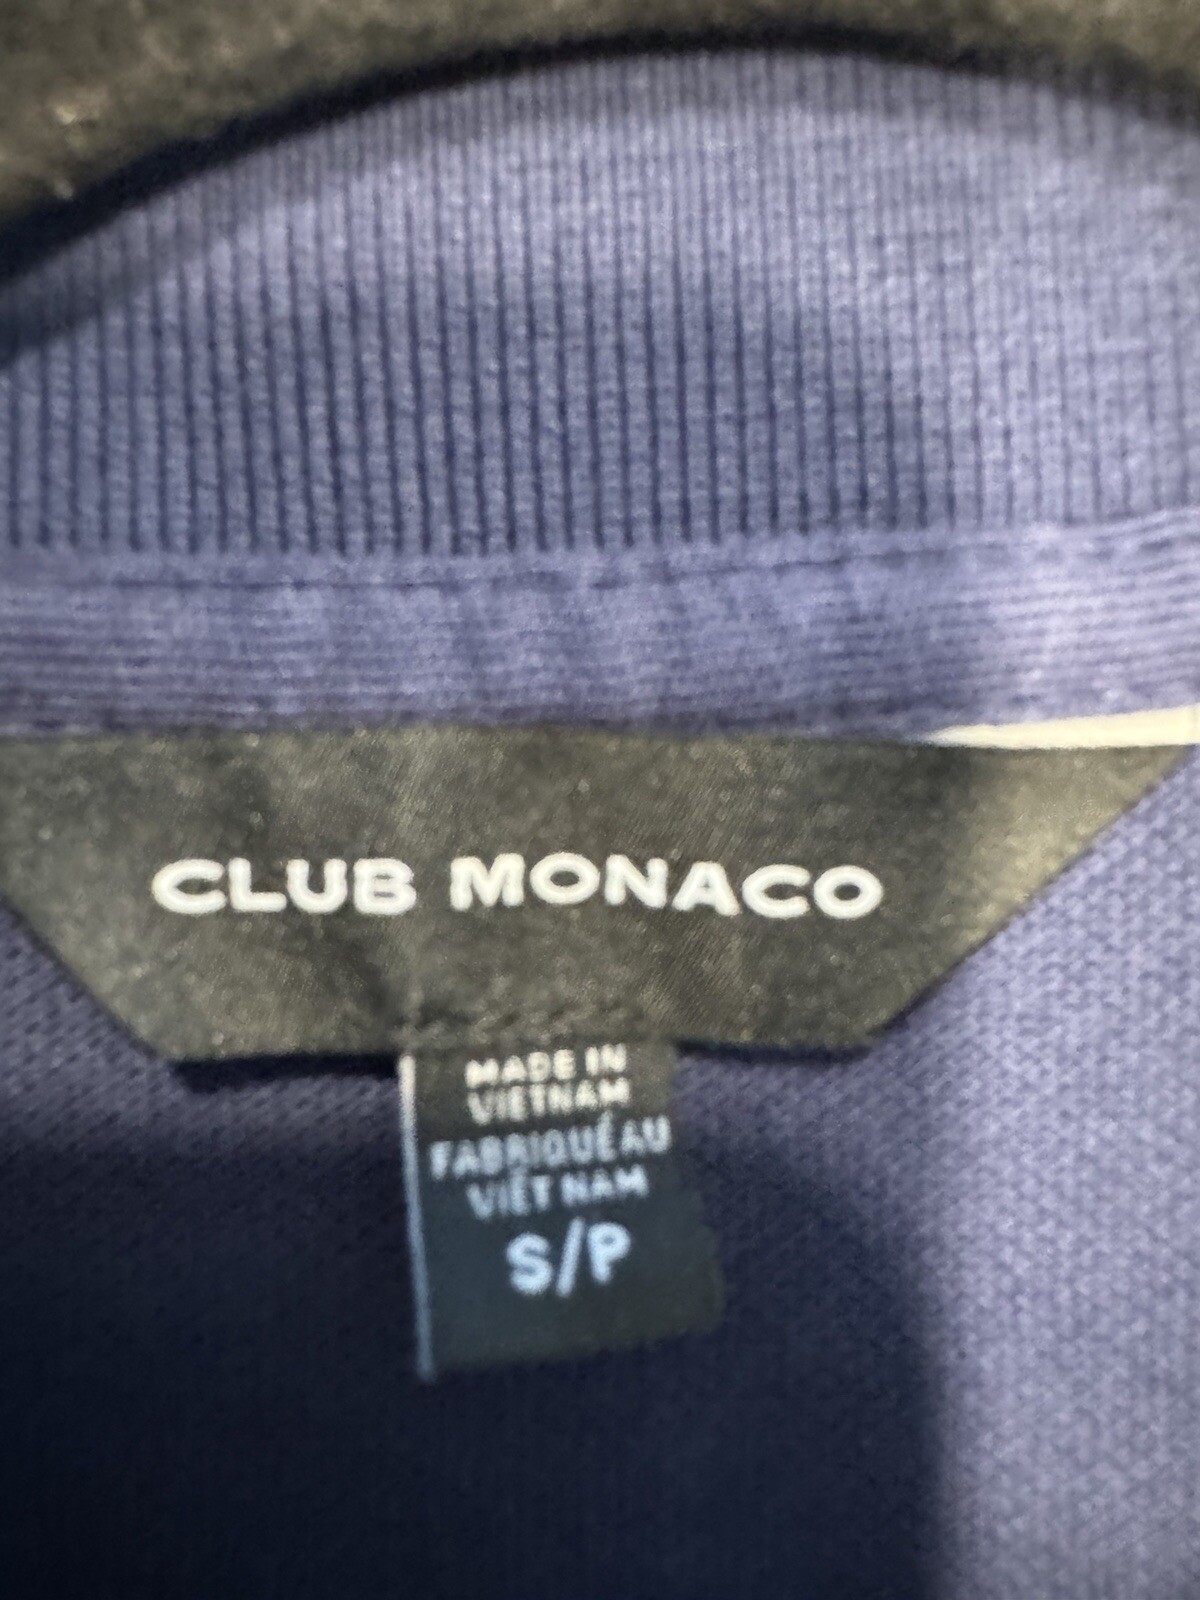 CLUB MONACO
MADE IN
VIETNAM
FABRIQUÉ AU
VIÊT NAM
S/P